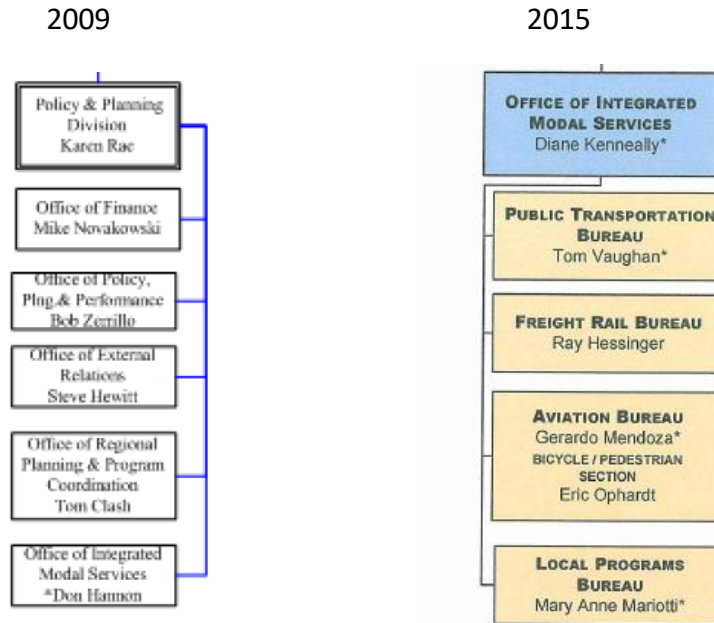 2009
Policy & Planning
Division
Karen Rae
Office of Finance
Mike Novakowski
Office of Policy,
Plng.& Performance
Bob Zerrillo
Office of External
Relations
Steve Hewitt
Office of Regional
Planning & Program
Coordination
Tom Clash
Office of Integrated
Modal Services
*Don Hannon
2015
OFFICE OF INTEGRATED
MODAL SERVICES
Diane Kenneally*
PUBLIC TRANSPORTATION
BUREAU
Tom Vaughan*
FREIGHT RAIL BUREAU
Ray Hessinger
AVIATION BUREAU
Gerardo Mendoza*
BICYCLE / PEDESTRIAN
SECTION
Eric Ophardt
LOCAL PROGRAMS
BUREAU
Mary Anne Mariotti*